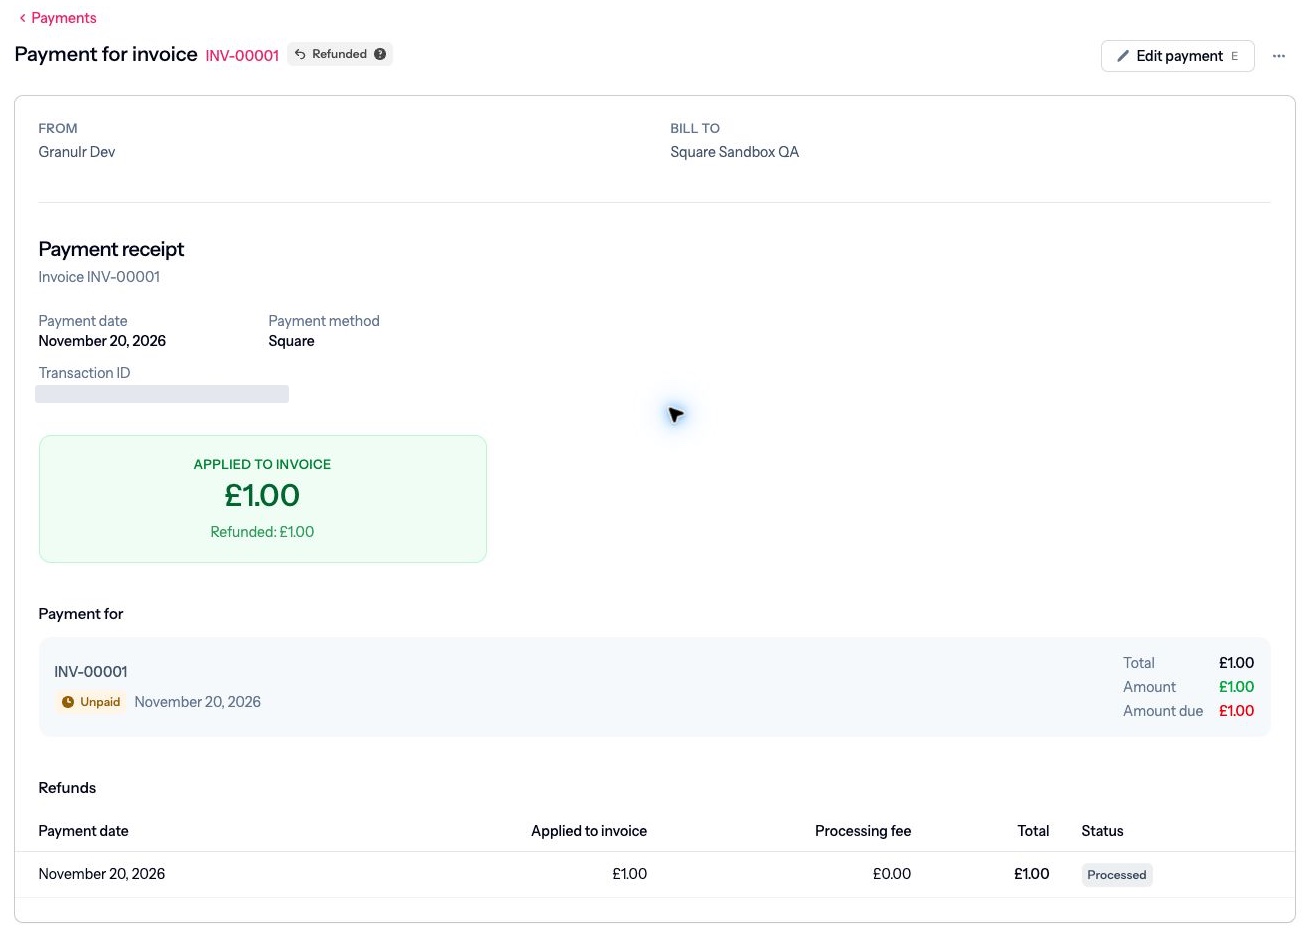 Payments
Payment for invoice INV-00001 Refunded
Edit payment E
FROM
Granulr Dev
BILL TO
Square Sandbox QA
Payment receipt
Invoice INV-00001
Payment date
November 20, 2026
Payment method
Square
Transaction ID
APPLIED TO INVOICE
£1.00
Refunded: £1.00
Payment for
INV-00001
Unpaid November 20, 2026
Total £1.00
Amount £1.00
Amount due £1.00
Refunds
Payment date Applied to invoice Processing fee Total Status
November 20, 2026 £1.00 £0.00 £1.00 Processed